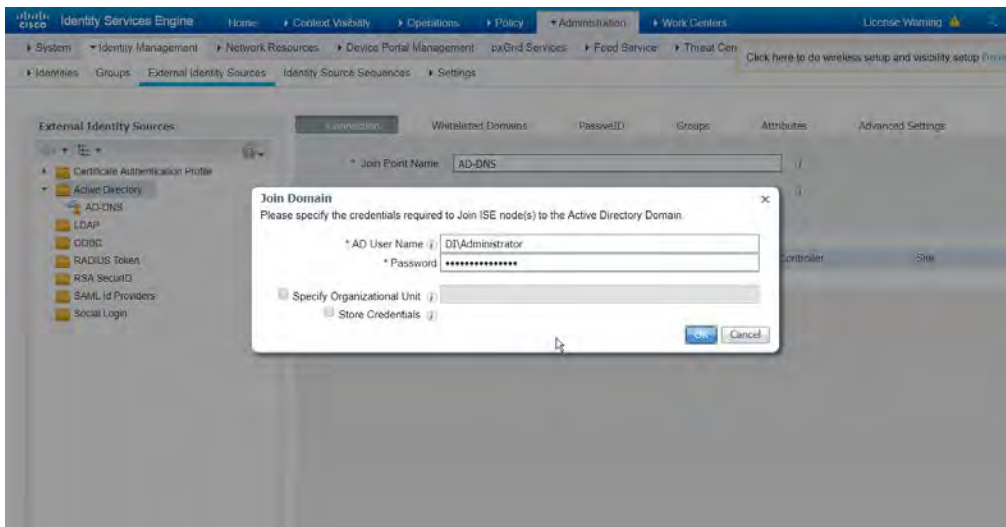 cisco Identity Services Engine Home Context Visibility Operations Policy Administration Work Centers License Warning
System Identity Management Network Resources Device Portal Management pxGrid Services Feed Service Threat Cen
Click here to do wireless setup and visibility setup
Identities Groups External Identity Sources Identity Source Sequences Settings
External Identity Sources
Connection Whitelisted Domains PassiveID Groups Attributes Advanced Settings
* Join Point Name AD-DNS
Certificate Authentication Profile
Active Directory
AD-DNS
LDAP
ODBC
RADIUS Token
RSA SecurID
SAML Id Providers
Social Login
Join Domain
Please specify the credentials required to Join ISE node(s) to the Active Directory Domain.
* AD User Name DI\Administrator
* Password •••••••••••••••
Specify Organizational Unit
Store Credentials
OK Cancel
Controller Site